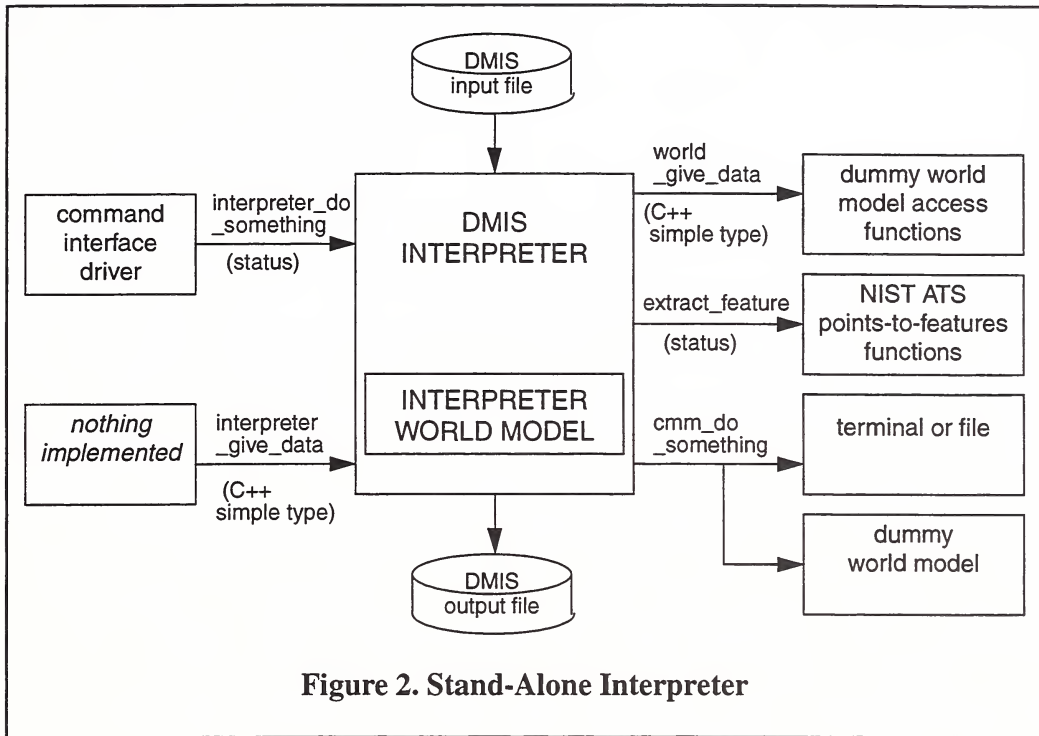 DMIS
input file
command
interface
driver
interpreter_do
_something
(status)
DMIS
INTERPRETER
world
_give_data
(C++
simple type)
dummy world
model access
functions
extract_feature
(status)
NIST ATS
points-to-features
functions
nothing
implemented
interpreter
_give_data
(C++
simple type)
INTERPRETER
WORLD MODEL
cmm_do
_something
terminal or file
dummy
world model
DMIS
output file
Figure 2. Stand-Alone Interpreter